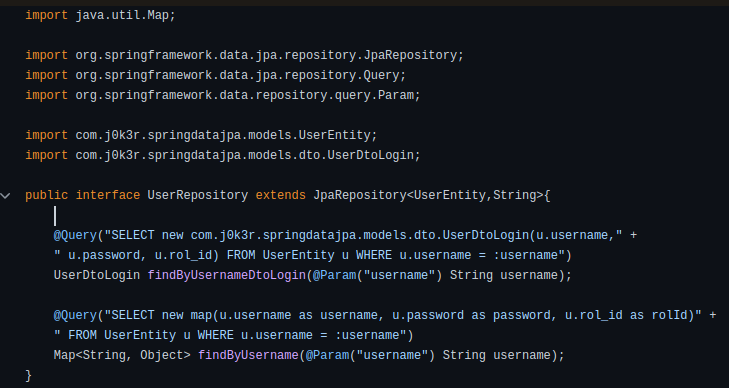 import java.util.Map;
import org.springframework.data.jpa.repository.JpaRepository;
import org.springframework.data.jpa.repository.Query;
import org.springframework.data.repository.query.Param;
import com.j0k3r.springdatajpa.models.UserEntity;
import com.j0k3r.springdatajpa.models.dto.UserDtoLogin;
public interface UserRepository extends JpaRepository<UserEntity,String>{
@Query("SELECT new com.j0k3r.springdatajpa.models.dto.UserDtoLogin(u.username," +
" u.password, u.rol_id) FROM UserEntity u WHERE u.username = :username")
UserDtoLogin findByUsernameDtoLogin(@Param("username") String username);
@Query("SELECT new map(u.username as username, u.password as password, u.rol_id as rolId)" +
" FROM UserEntity u WHERE u.username = :username")
Map<String, Object> findByUsername(@Param("username") String username);
}